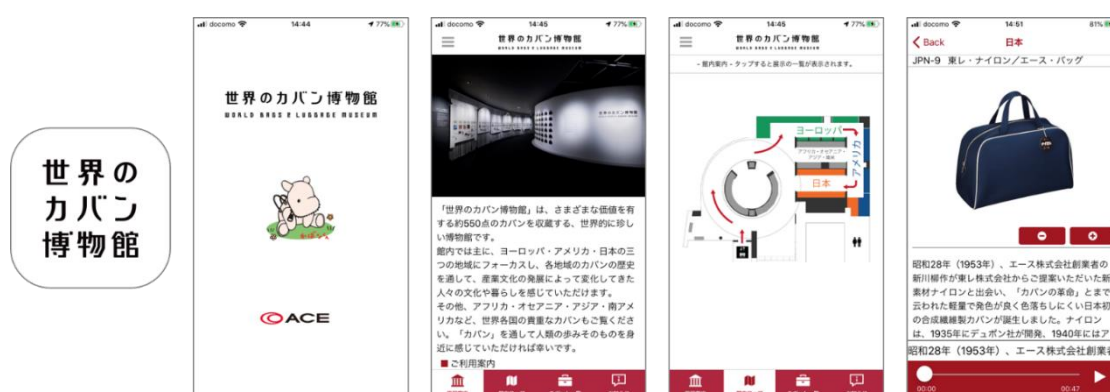 世界の
カバン
博物館
docomo 14:44 77%
世界のカバン博物館
WORLD BAGS & LUGGAGE MUSEUM
かばびん
ACE
docomo 14:45 77%
世界のカバン博物館
WORLD BAGS & LUGGAGE MUSEUM
「世界のカバン博物館」は、さまざまな価値を有
する約550点のカバンを収蔵する、世界的に珍し
い博物館です。
館内では主に、ヨーロッパ・アメリカ・日本の三
つの地域にフォーカスし、各地域のカバンの歴史
を通して、産業文化の発展によって変化してきた
人々の文化や暮らしを感じていただけます。
その他、アフリカ・オセアニア・アジア・南アメ
リカなど、世界各国の貴重なカバンもご覧くださ
い。「カバン」を通して人類の歩みそのものを身
近に感じていただければ幸いです。
■ ご利用案内
docomo 14:45 77%
世界のカバン博物館
WORLD BAGS & LUGGAGE MUSEUM
- 館内案内 - タップすると展示の一覧が表示されます。
ヨーロッパ
アフリカ・オセアニア・
アジア・南米
アメリカ
日本
docomo 14:51 81%
Back 日本
JPN-9 東レ・ナイロン／エース・バッグ
昭和28年（1953年）、エース株式会社創業者の
新川柳作が東レ株式会社からご提案いただいた新
素材ナイロンと出会い、「カバンの革命」とまで
云われた軽量で発色が良く色落ちしにくい日本初
の合成繊維製カバンが誕生しました。ナイロン
は、1935年にデュポン社が開発、1940年にはア
昭和28年（1953年）、エース株式会社創業者
00:00 00:47